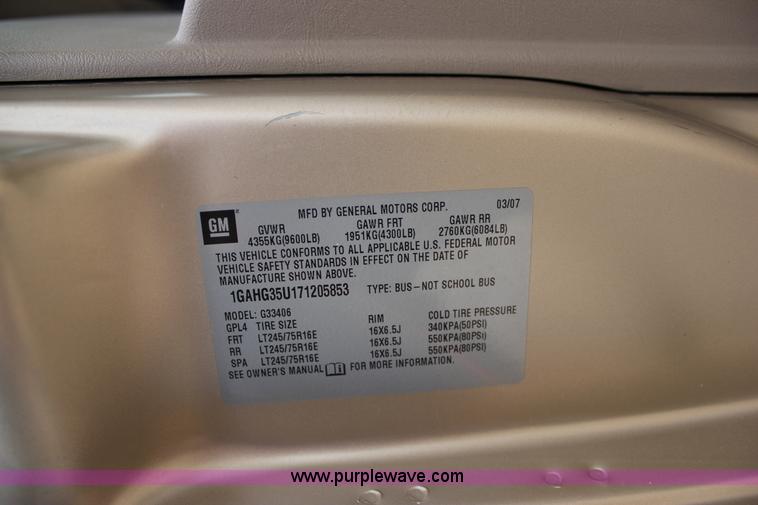 GM
MFD BY GENERAL MOTORS CORP. 03/07
GVWR GAWR FRT GAWR RR
4355KG(9600LB) 1951KG(4300LB) 2760KG(6084LB)
THIS VEHICLE CONFORMS TO ALL APPLICABLE U.S. FEDERAL MOTOR
VEHICLE SAFETY STANDARDS IN EFFECT ON THE DATE OF
MANUFACTURE SHOWN ABOVE.
1GAHG35U171205853 TYPE: BUS-NOT SCHOOL BUS
MODEL: G33406
GPL4 TIRE SIZE RIM COLD TIRE PRESSURE
FRT LT245/75R16E 16X6.5J 340KPA(50PSI)
RR LT245/75R16E 16X6.5J 550KPA(80PSI)
SPA LT245/75R16E 16X6.5J 550KPA(80PSI)
SEE OWNER'S MANUAL FOR MORE INFORMATION.
www.purplewave.com